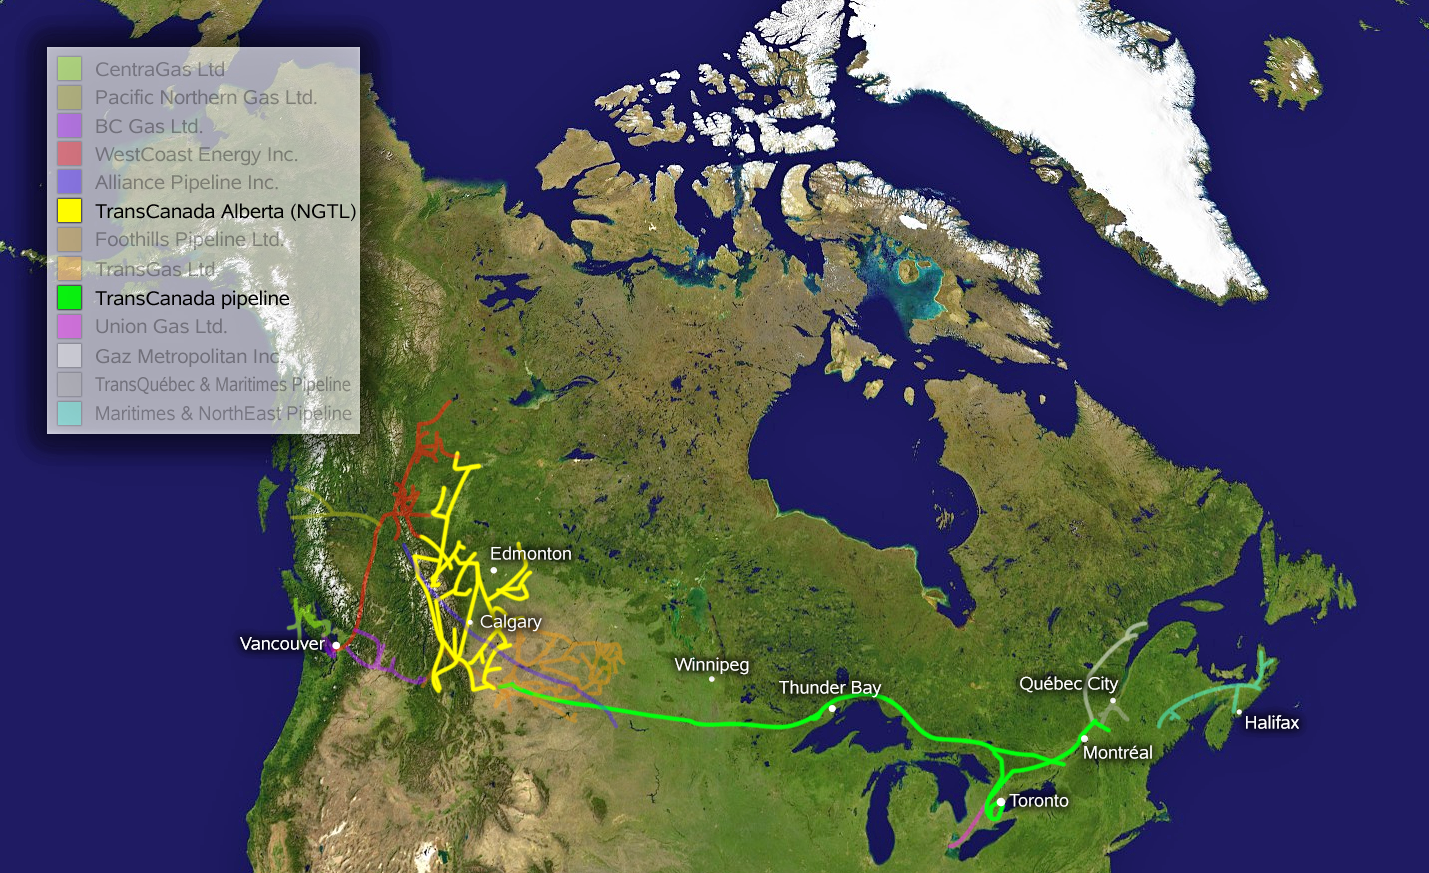 CentraGas Ltd
Pacific Northern Gas Ltd.
BC Gas Ltd.
WestCoast Energy Inc.
Alliance Pipeline Inc.
TransCanada Alberta (NGTL)
Foothills Pipeline Ltd.
TransGas Ltd.
TransCanada pipeline
Union Gas Ltd.
Gaz Metropolitan Inc.
TransQuébec & Maritimes Pipeline
Maritimes & NorthEast Pipeline
Edmonton
Calgary
Vancouver
Winnipeg
Thunder Bay
Québec City
Halifax
Montréal
Toronto